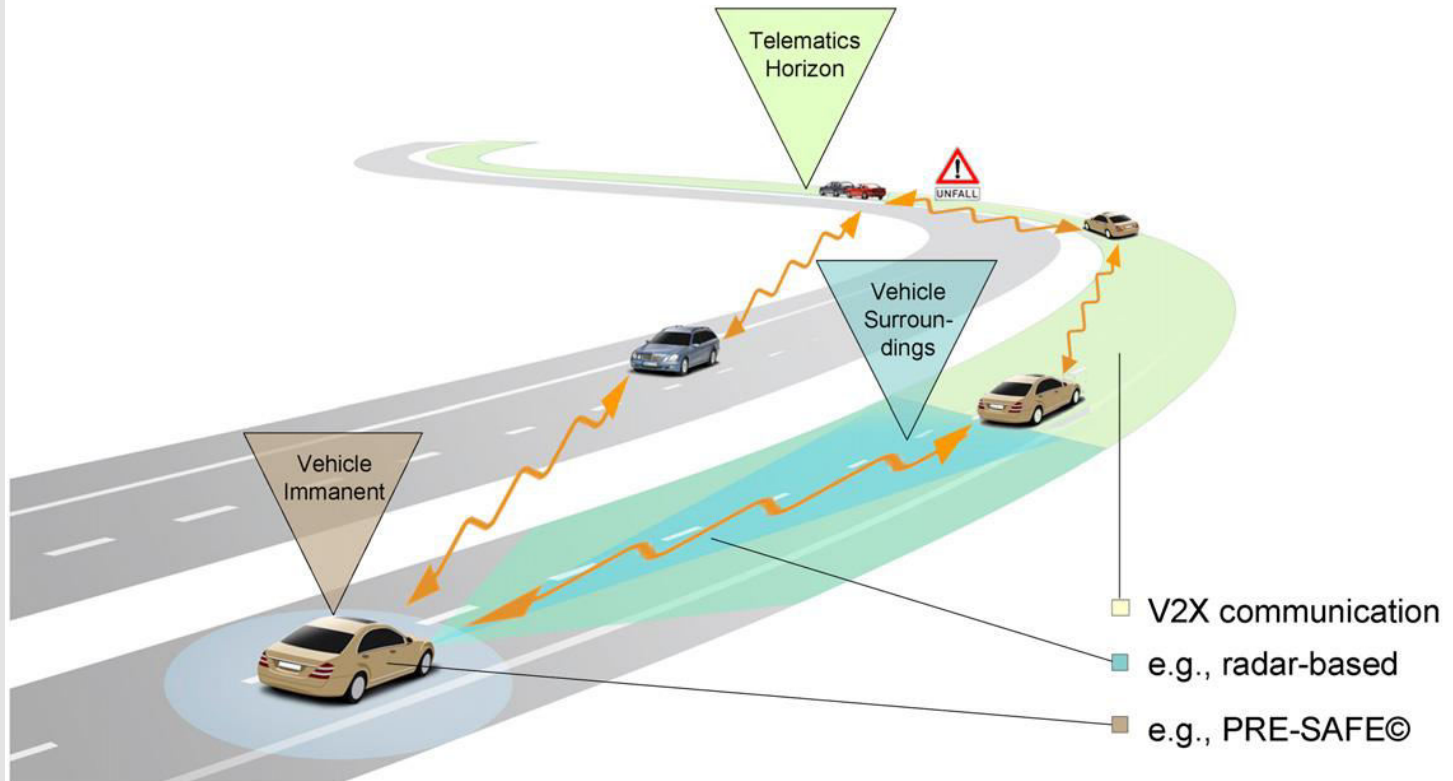 Telematics
Horizon
UNFALL
Vehicle
Surroun-
dings
Vehicle
Immanent
V2X communication
e.g., radar-based
e.g., PRE-SAFE©